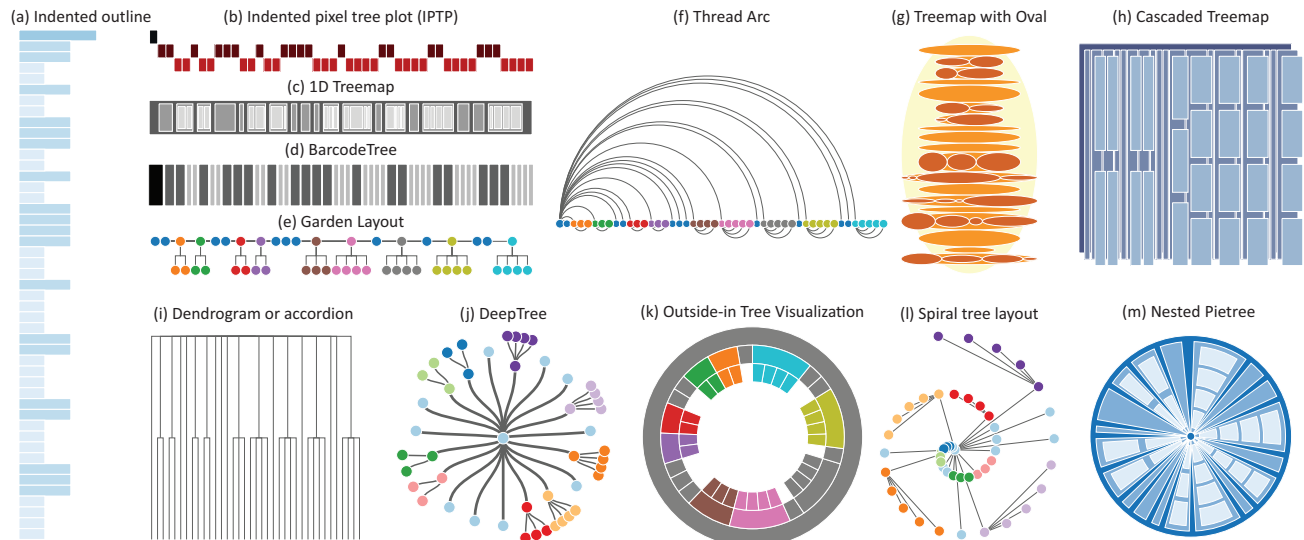 (a) Indented outline
(b) Indented pixel tree plot (IPTP)
(c) 1D Treemap
(d) BarcodeTree
(e) Garden Layout
(f) Thread Arc
(g) Treemap with Oval
(h) Cascaded Treemap
(i) Dendrogram or accordion
(j) DeepTree
(k) Outside-in Tree Visualization
(l) Spiral tree layout
(m) Nested Pietree